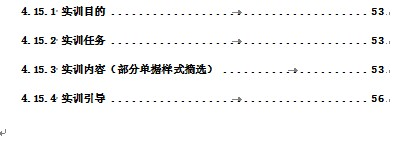 4.15.1 实训目的 ........................→........................ 53
4.15.2 实训任务 ........................→........................ 53
4.15.3 实训内容（部分单据样式摘选） ............→............ 53
4.15.4 实训引导 ........................→........................ 56